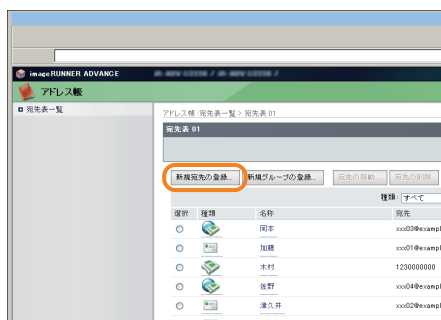 imageRUNNER ADVANCE
アドレス帳
宛先表一覧
アドレス帳:宛先表一覧 > 宛先表 01
宛先表 01
新規宛先の登録... 新規グループの登録... 宛先の移動... 宛先の削除
種類: すべて
選択 種類 名称 宛先
岡本 xxx03@exampl
加藤 xxx01@exampl
木村 1230000000
佐野 xxx04@exampl
津久井 xxx02@exampl